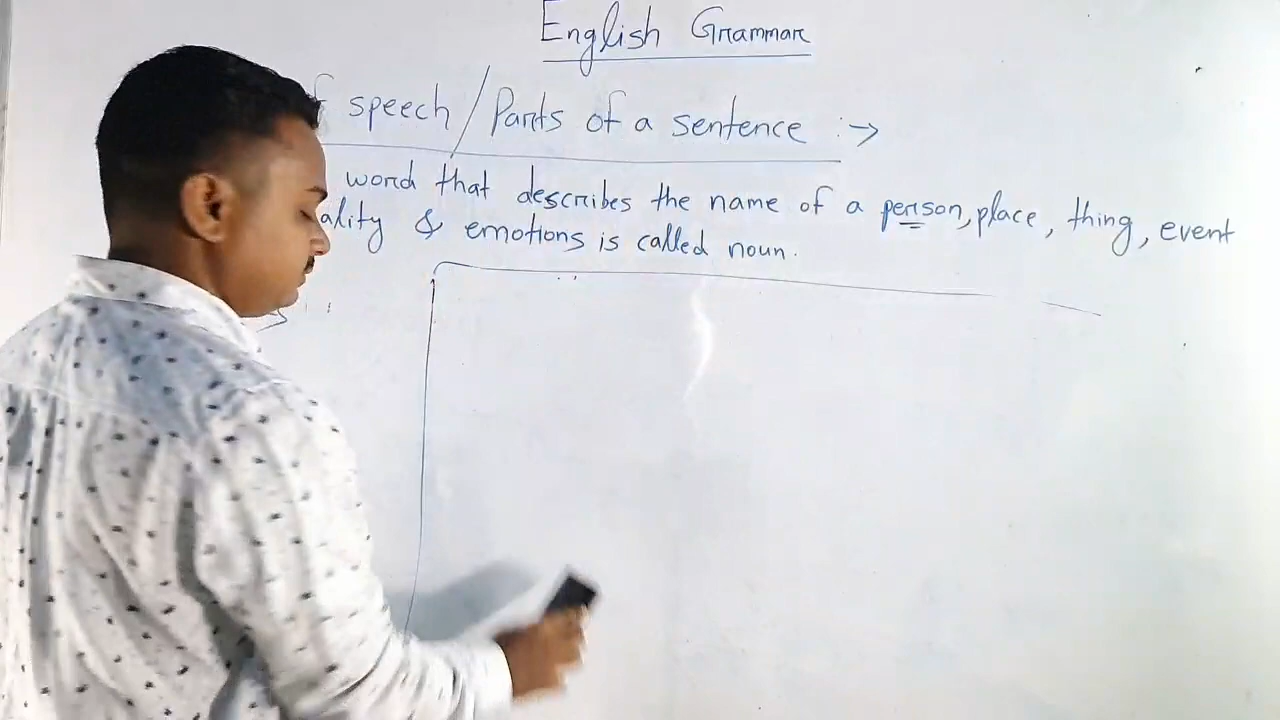 English Grammar
speech / Parts of a sentence :→
word that describes the name of a person, place, thing, event
ality & emotions is called noun.